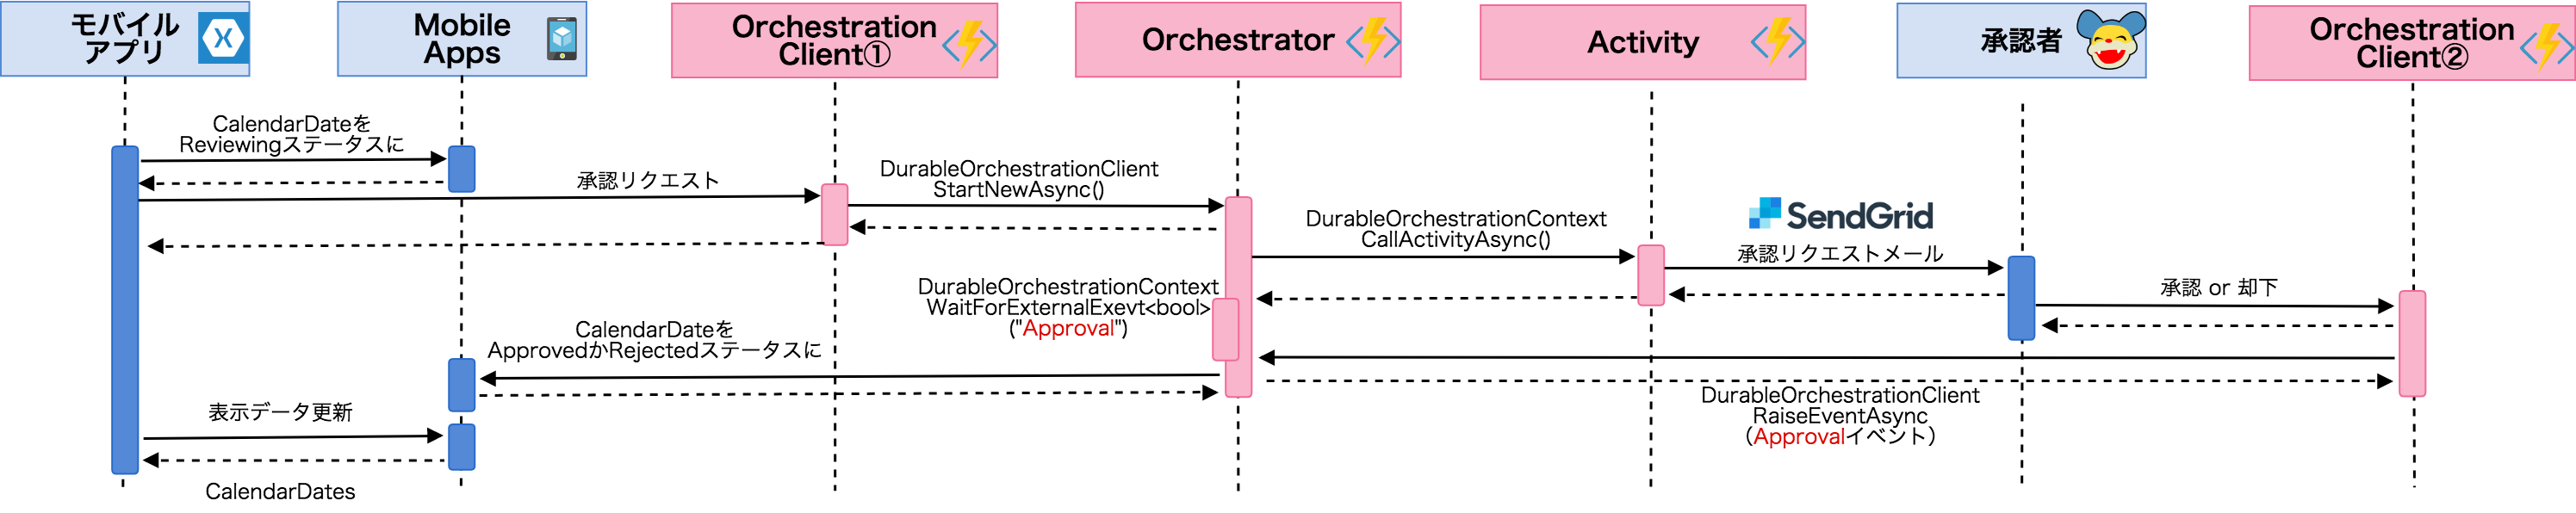 モバイル
アプリ
Mobile
Apps
Orchestration
Client①
Orchestrator
Activity
承認者
Orchestration
Client②
CalendarDateを
Reviewingステータスに
承認リクエスト
DurableOrchestrationClient
StartNewAsync()
DurableOrchestrationContext
CallActivityAsync()
SendGrid
承認リクエストメール
承認 or 却下
DurableOrchestrationContext
WaitForExternalExevt<bool>
("Approval")
CalendarDateを
ApprovedかRejectedステータスに
DurableOrchestrationClient
RaiseEventAsync
（Approvalイベント）
表示データ更新
CalendarDates